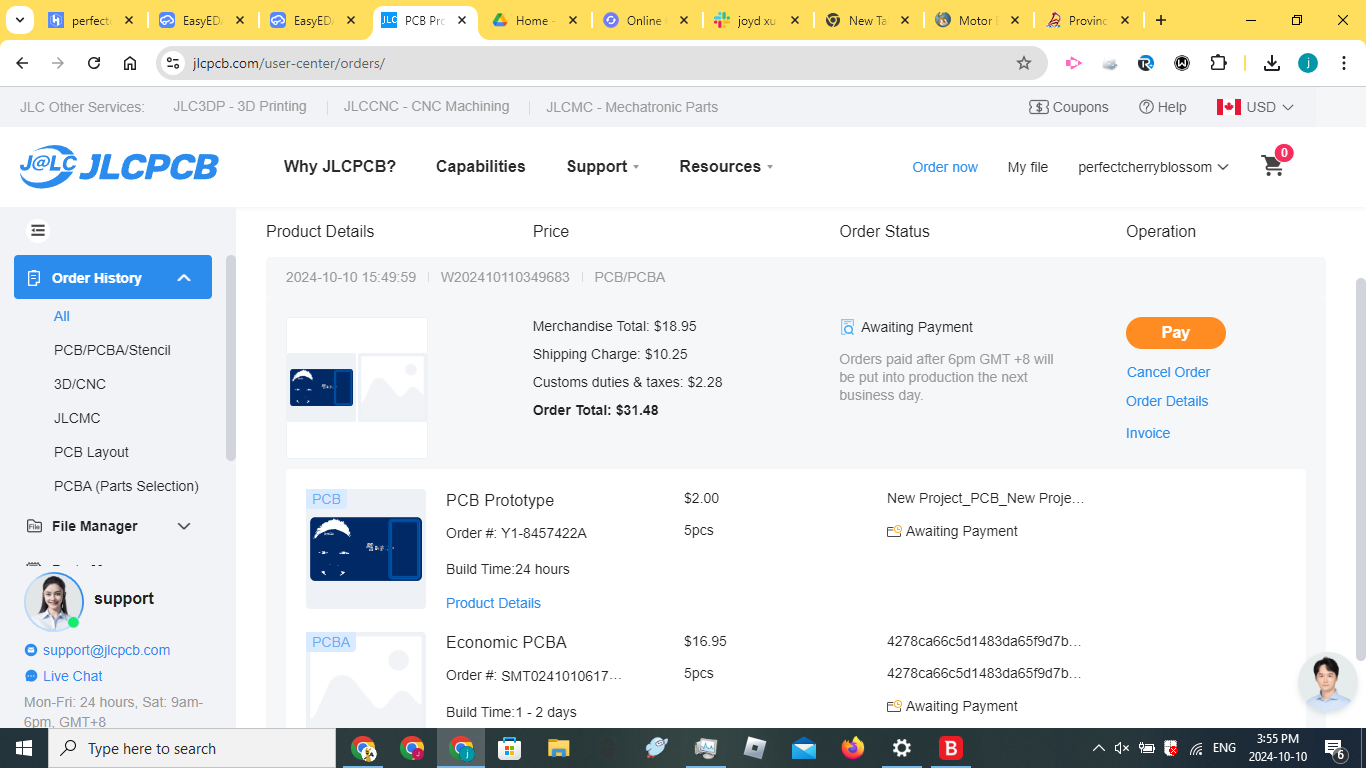 perfect
EasyED
EasyED
JLC PCB Pro
Home -
Online
joyd xu
New Ta
Motor
Provinc
jlcpcb.com/user-center/orders/
JLC Other Services:
JLC3DP - 3D Printing
JLCCNC - CNC Machining
JLCMC - Mechatronic Parts
Coupons
Help
USD
J@LC JLCPCB
Why JLCPCB?
Capabilities
Support
Resources
Order now
My file
perfectcherryblossom
0
Product Details
Price
Order Status
Operation
Order History
All
PCB/PCBA/Stencil
3D/CNC
JLCMC
PCB Layout
PCBA (Parts Selection)
File Manager
support
support@jlcpcb.com
Live Chat
Mon-Fri: 24 hours, Sat: 9am-
6pm, GMT+8
2024-10-10 15:49:59
W202410110349683
PCB/PCBA
Merchandise Total: $18.95
Shipping Charge: $10.25
Customs duties & taxes: $2.28
Order Total: $31.48
Awaiting Payment
Orders paid after 6pm GMT +8 will
be put into production the next
business day.
Pay
Cancel Order
Order Details
Invoice
PCB
PCB Prototype
$2.00
New Project_PCB_New Proje...
Order #: Y1-8457422A
5pcs
Awaiting Payment
Build Time:24 hours
Product Details
PCBA
Economic PCBA
$16.95
4278ca66c5d1483da65f9d7b...
Order #: SMT0241010617...
5pcs
4278ca66c5d1483da65f9d7b...
Build Time:1 - 2 days
Awaiting Payment
Type here to search
ENG
3:55 PM
2024-10-10
6